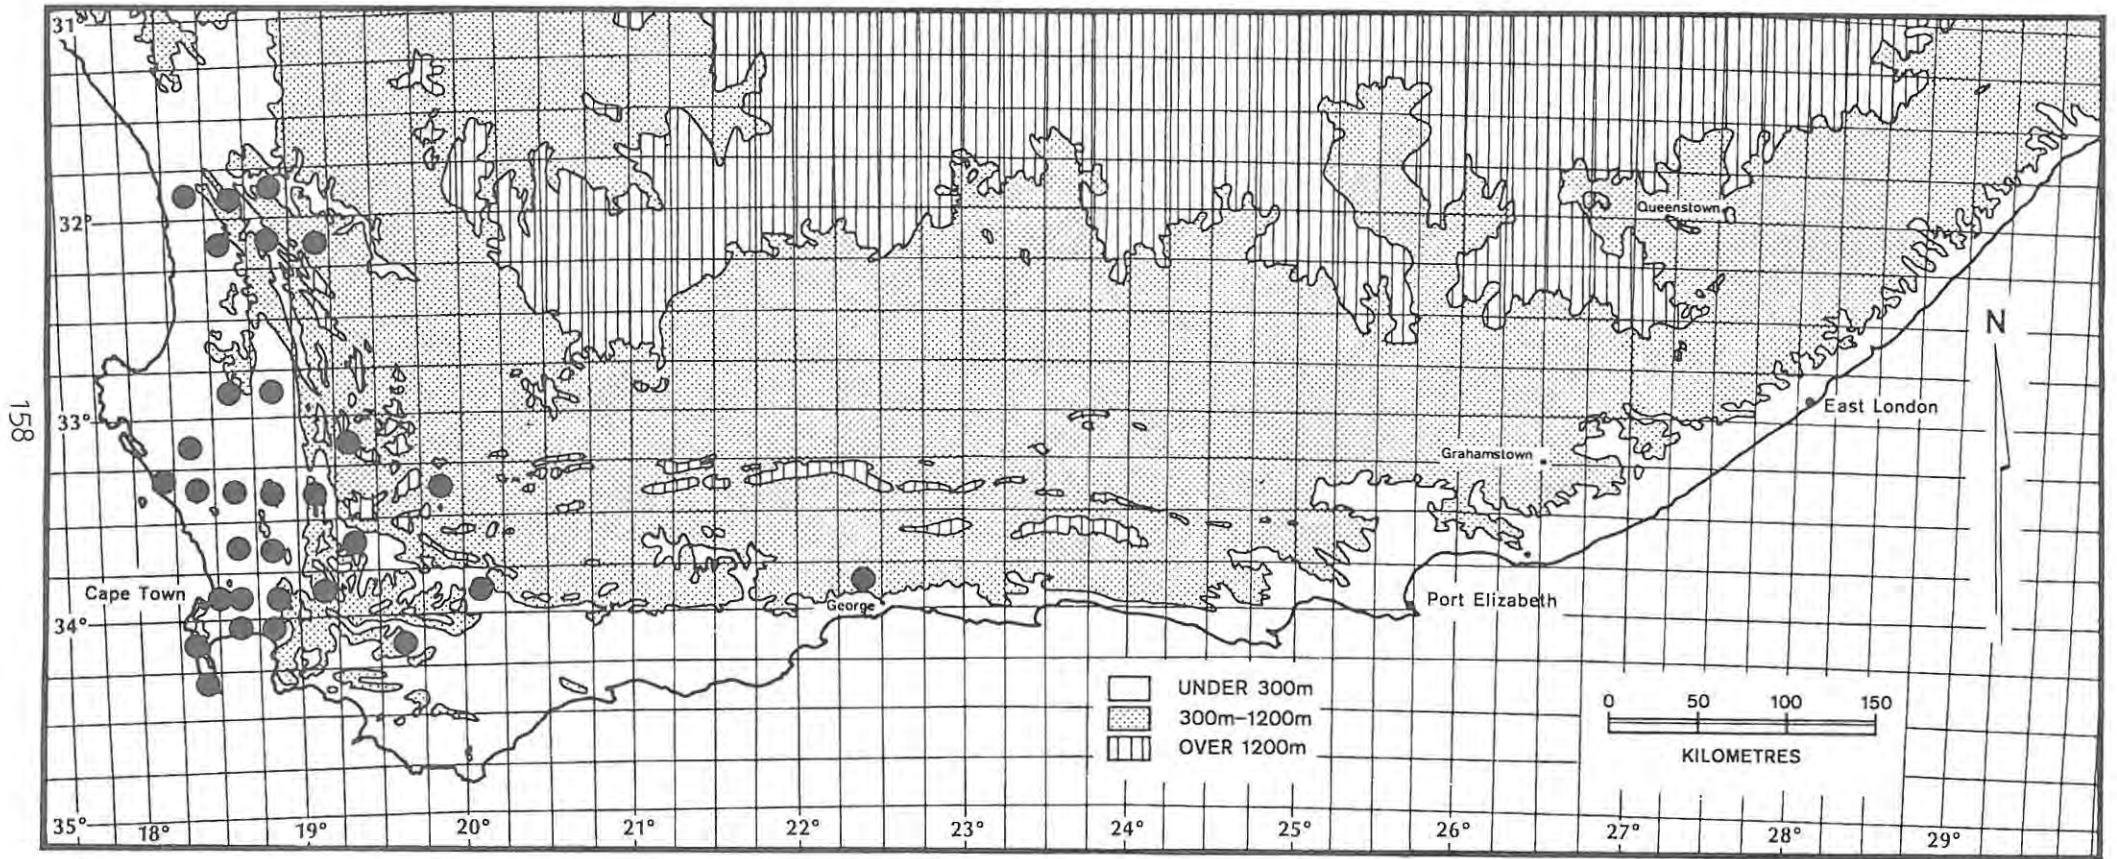 31
32°
Queenstown
N
158
33°
East London
Grahamstown
Cape Town
George
Port Elizabeth
34°
UNDER 300m
300m–1200m
OVER 1200m
0 50 100 150
KILOMETRES
35°
18° 19° 20° 21° 22° 23° 24° 25° 26° 27° 28° 29°